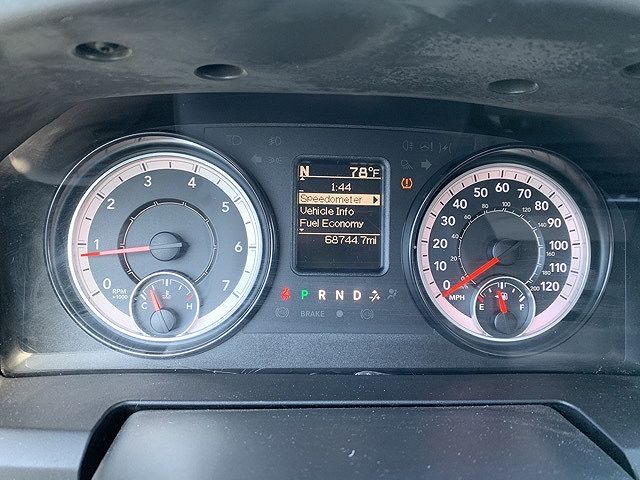 N 78°F
1:44
Speedometer
Vehicle Info
Fuel Economy
68744.7mi
0 1 2 3 4 5 6 7
RPM
×1000
C H
P R N D
BRAKE
0 10 20 30 40 50 60 70 80 90 100 110 120
MPH
E F